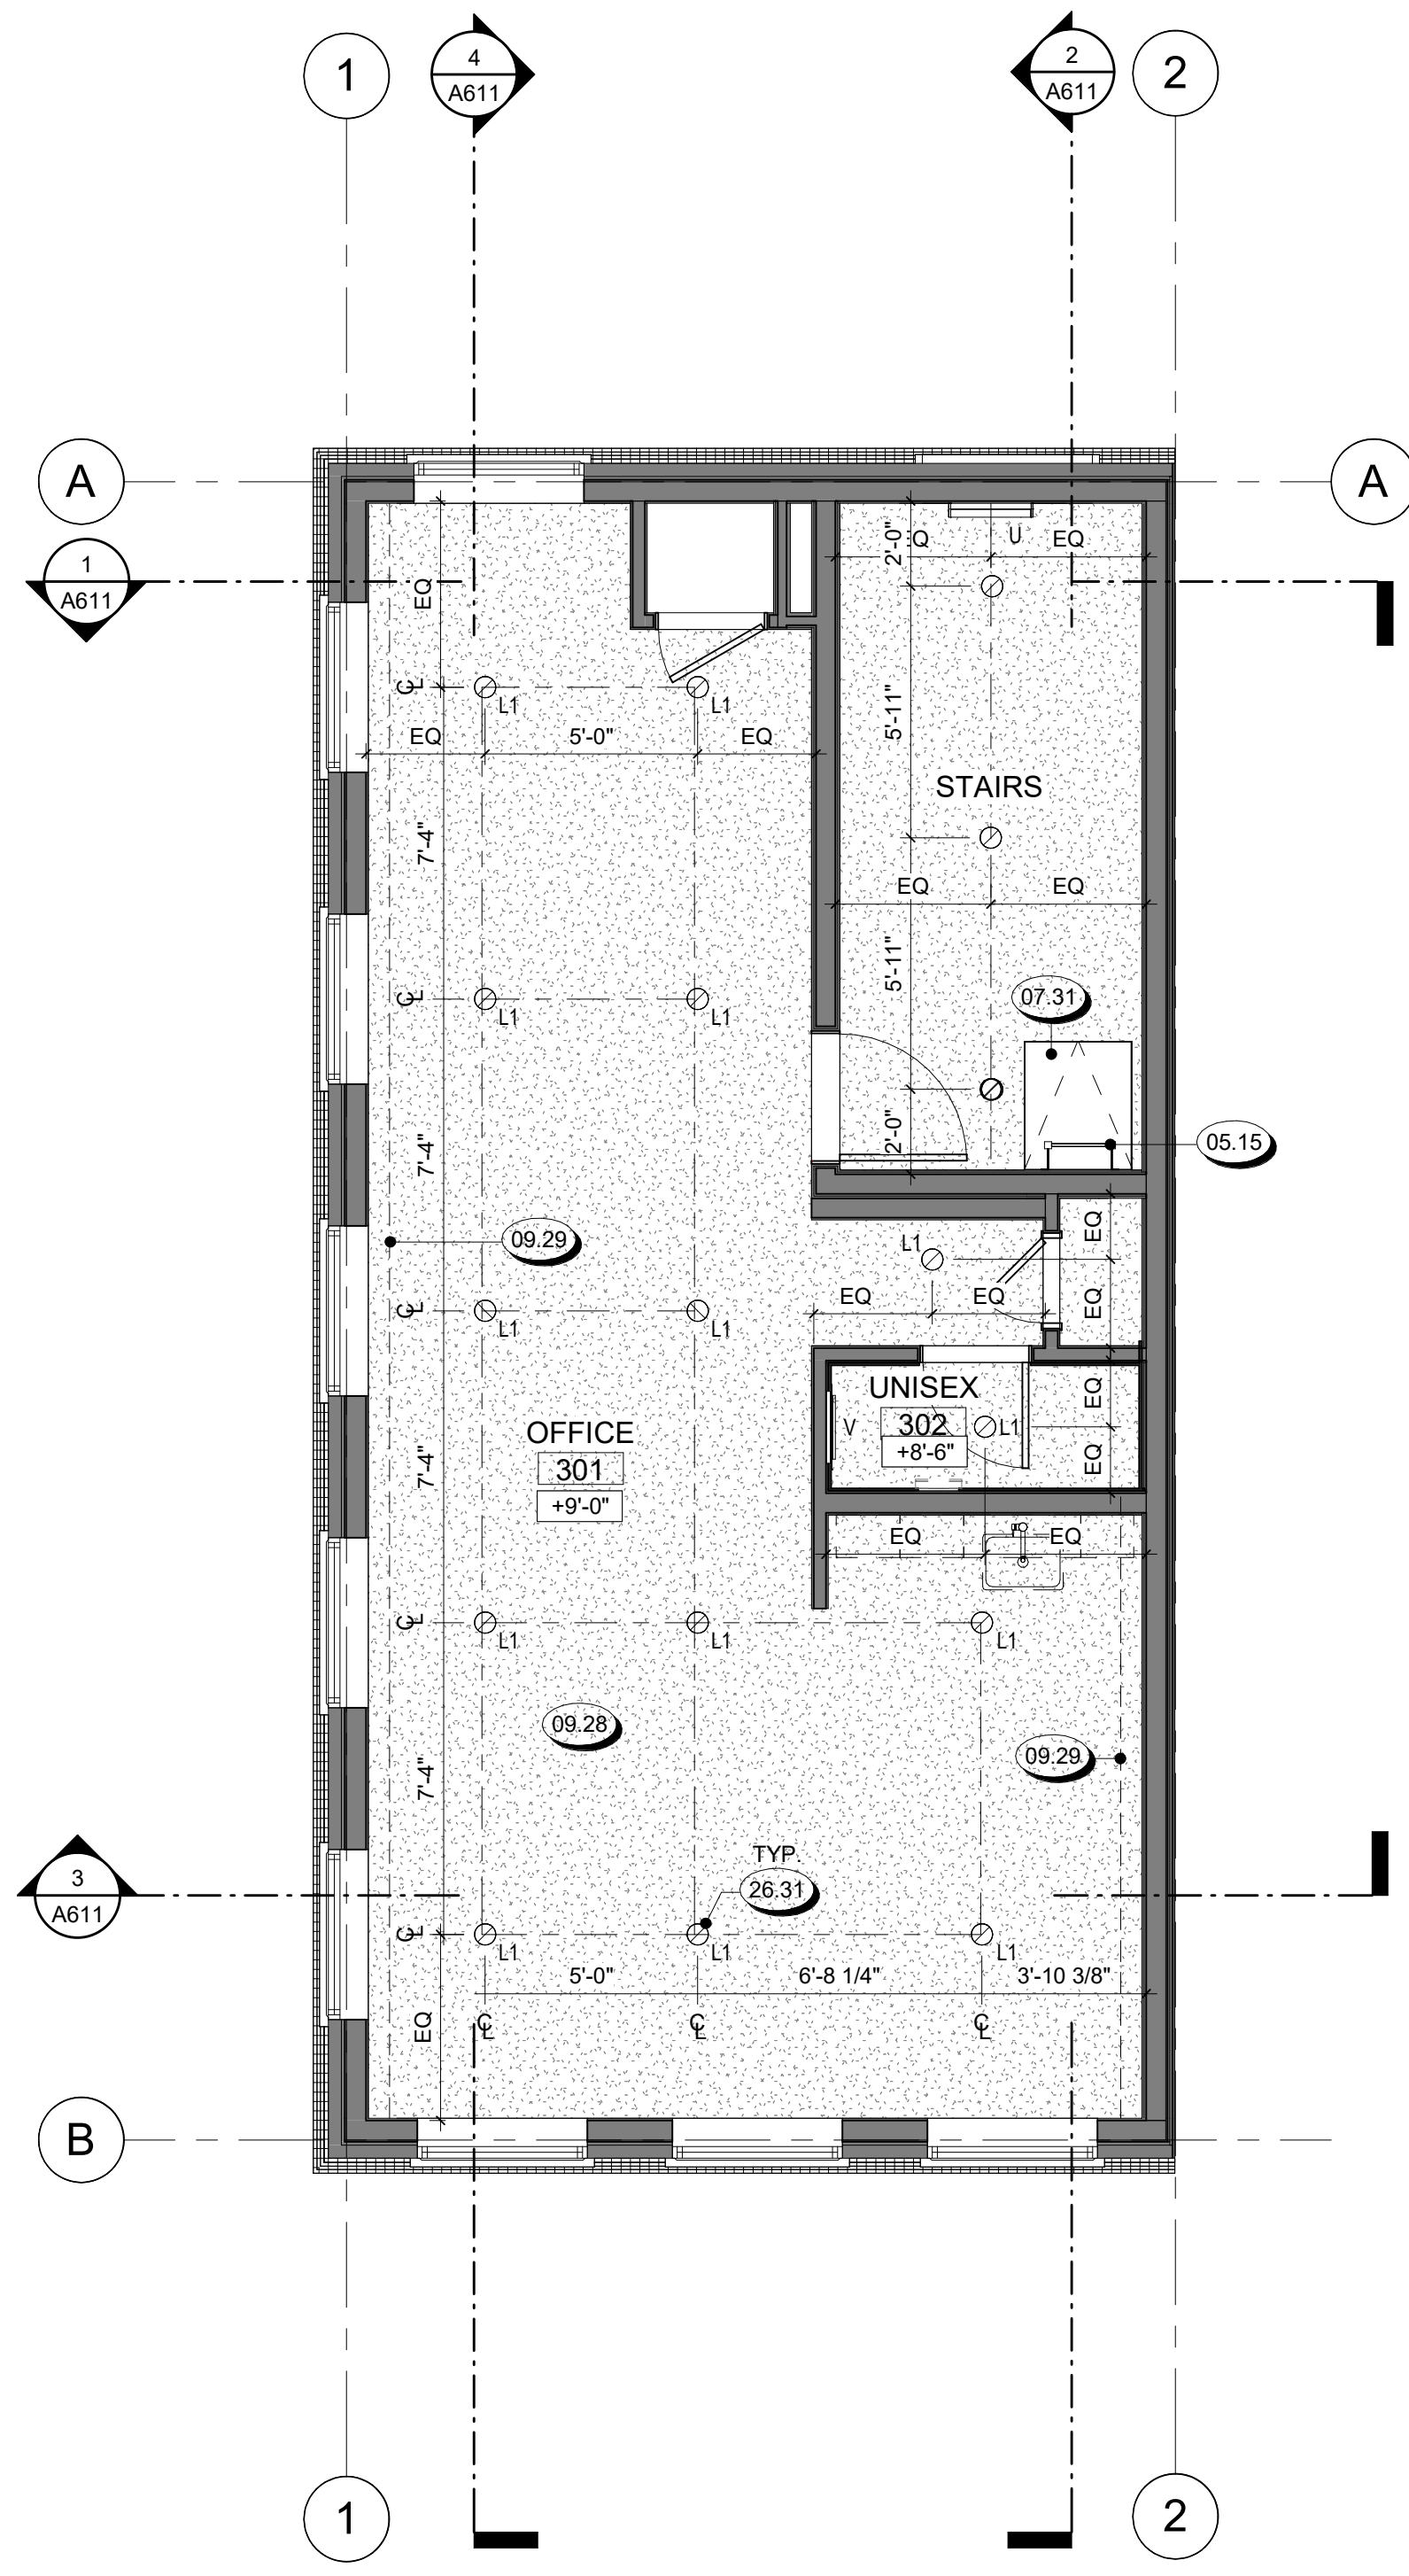 1
4
A611
2
A611
2
A
A
1
A611
2'-0"
Q
U
EQ
EQ
L1
L1
EQ
5'-0"
EQ
5'-11"
STAIRS
7'-4"
EQ
EQ
5'-11"
07.31
L1
L1
2'-0"
05.15
7'-4"
09.29
L1
EQ
EQ
EQ
EQ
L1
L1
UNISEX
302
+8'-6"
V
L1
EQ
EQ
OFFICE
301
+9'-0"
7'-4"
EQ
EQ
L1
L1
L1
09.28
09.29
7'-4"
TYP.
26.31
3
A611
L1
L1
L1
5'-0"
6'-8 1/4"
3'-10 3/8"
EQ
B
1
2